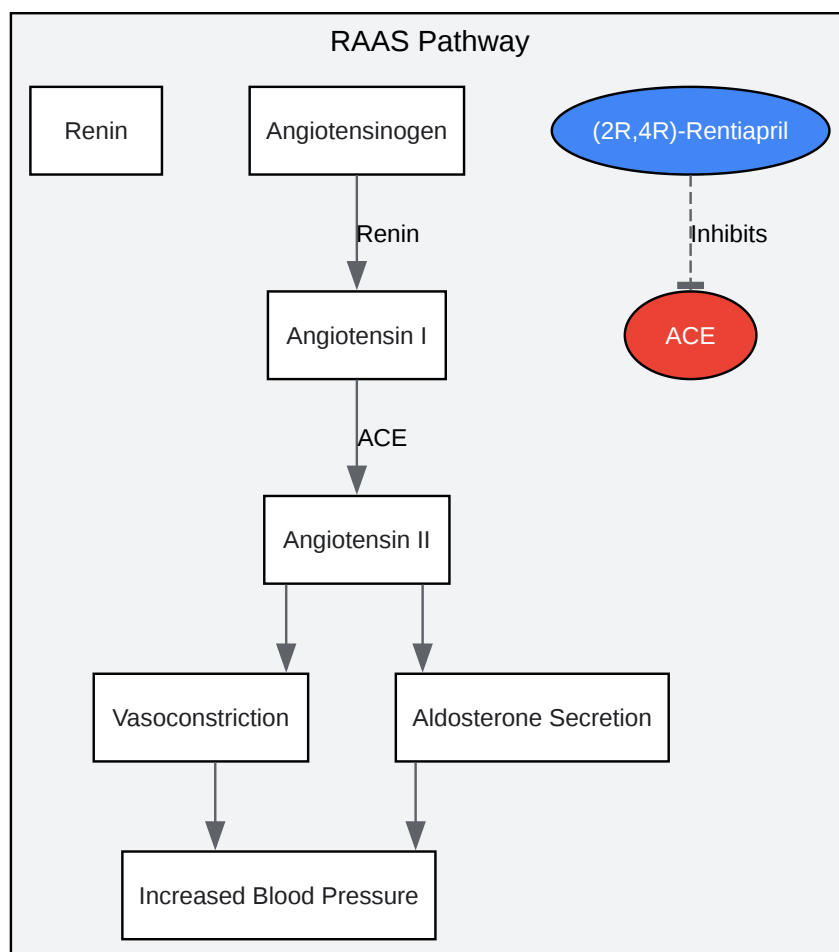 RAAS Pathway
Renin
Angiotensinogen
(2R,4R)-Rentiapril
Renin
Inhibits
Angiotensin I
ACE
ACE
Angiotensin II
Vasoconstriction
Aldosterone Secretion
Increased Blood Pressure